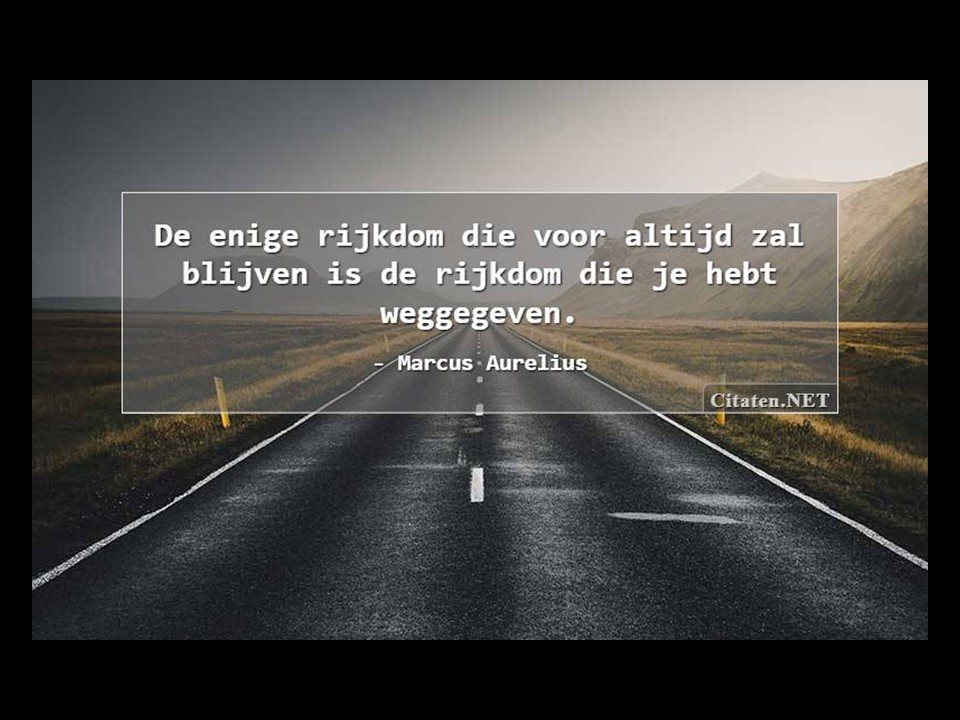 De enige rijkdom die voor altijd zal
blijven is de rijkdom die je hebt
weggegeven.
- Marcus Aurelius
Citaten.NET